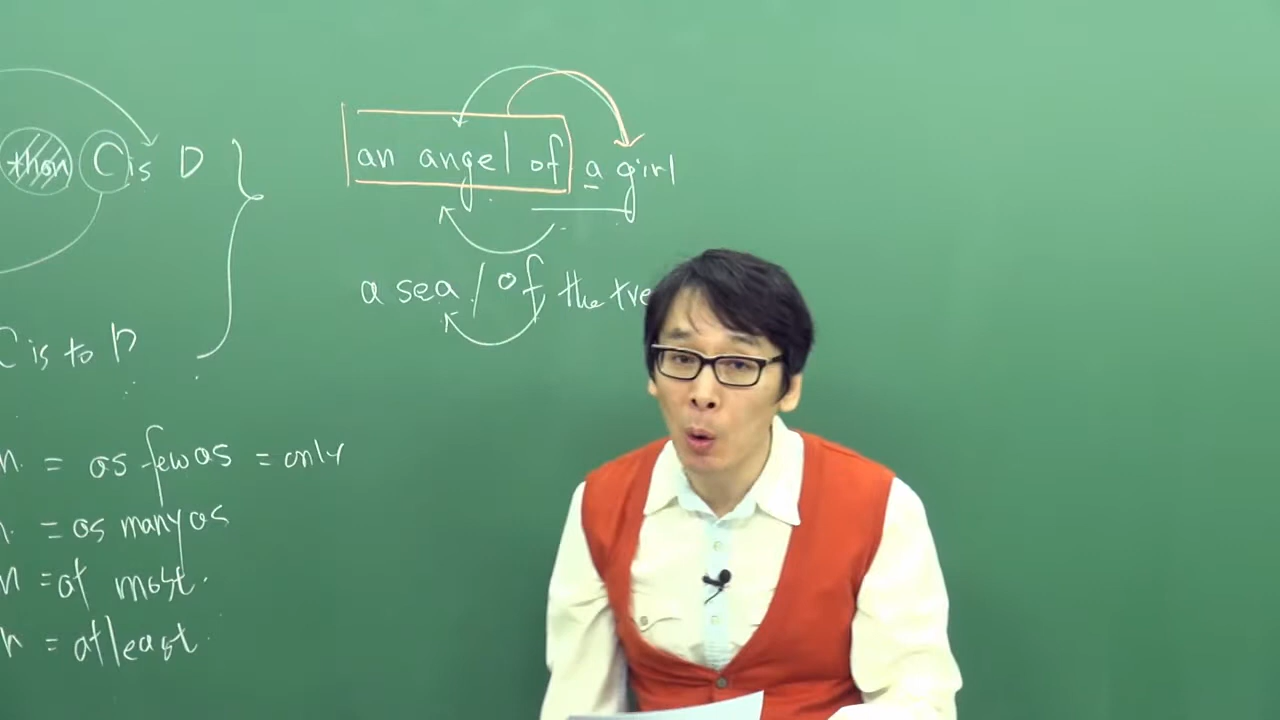 than C is D
an angel of a girl
a sea / of the tre
C is to D
= as few as = only
= as many as
= at most.
= at least.